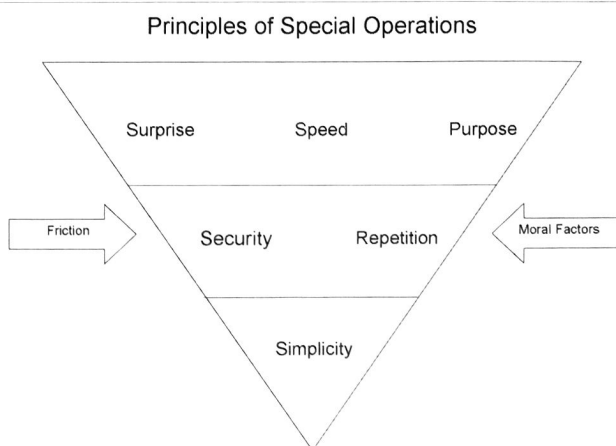 Principles of Special Operations
Surprise Speed Purpose
Friction Security Repetition Moral Factors
Simplicity